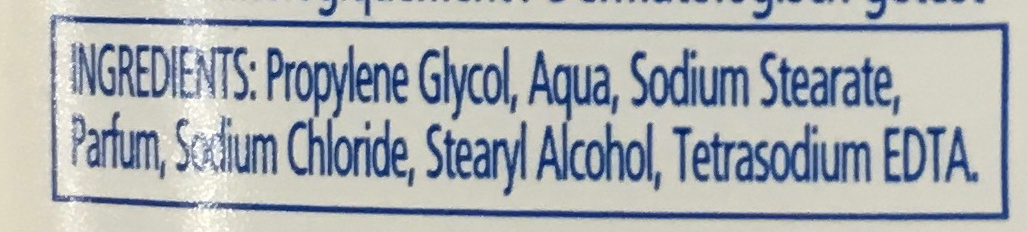 INGREDIENTS: Propylene Glycol, Aqua, Sodium Stearate,
Parfum, Sodium Chloride, Stearyl Alcohol, Tetrasodium EDTA.